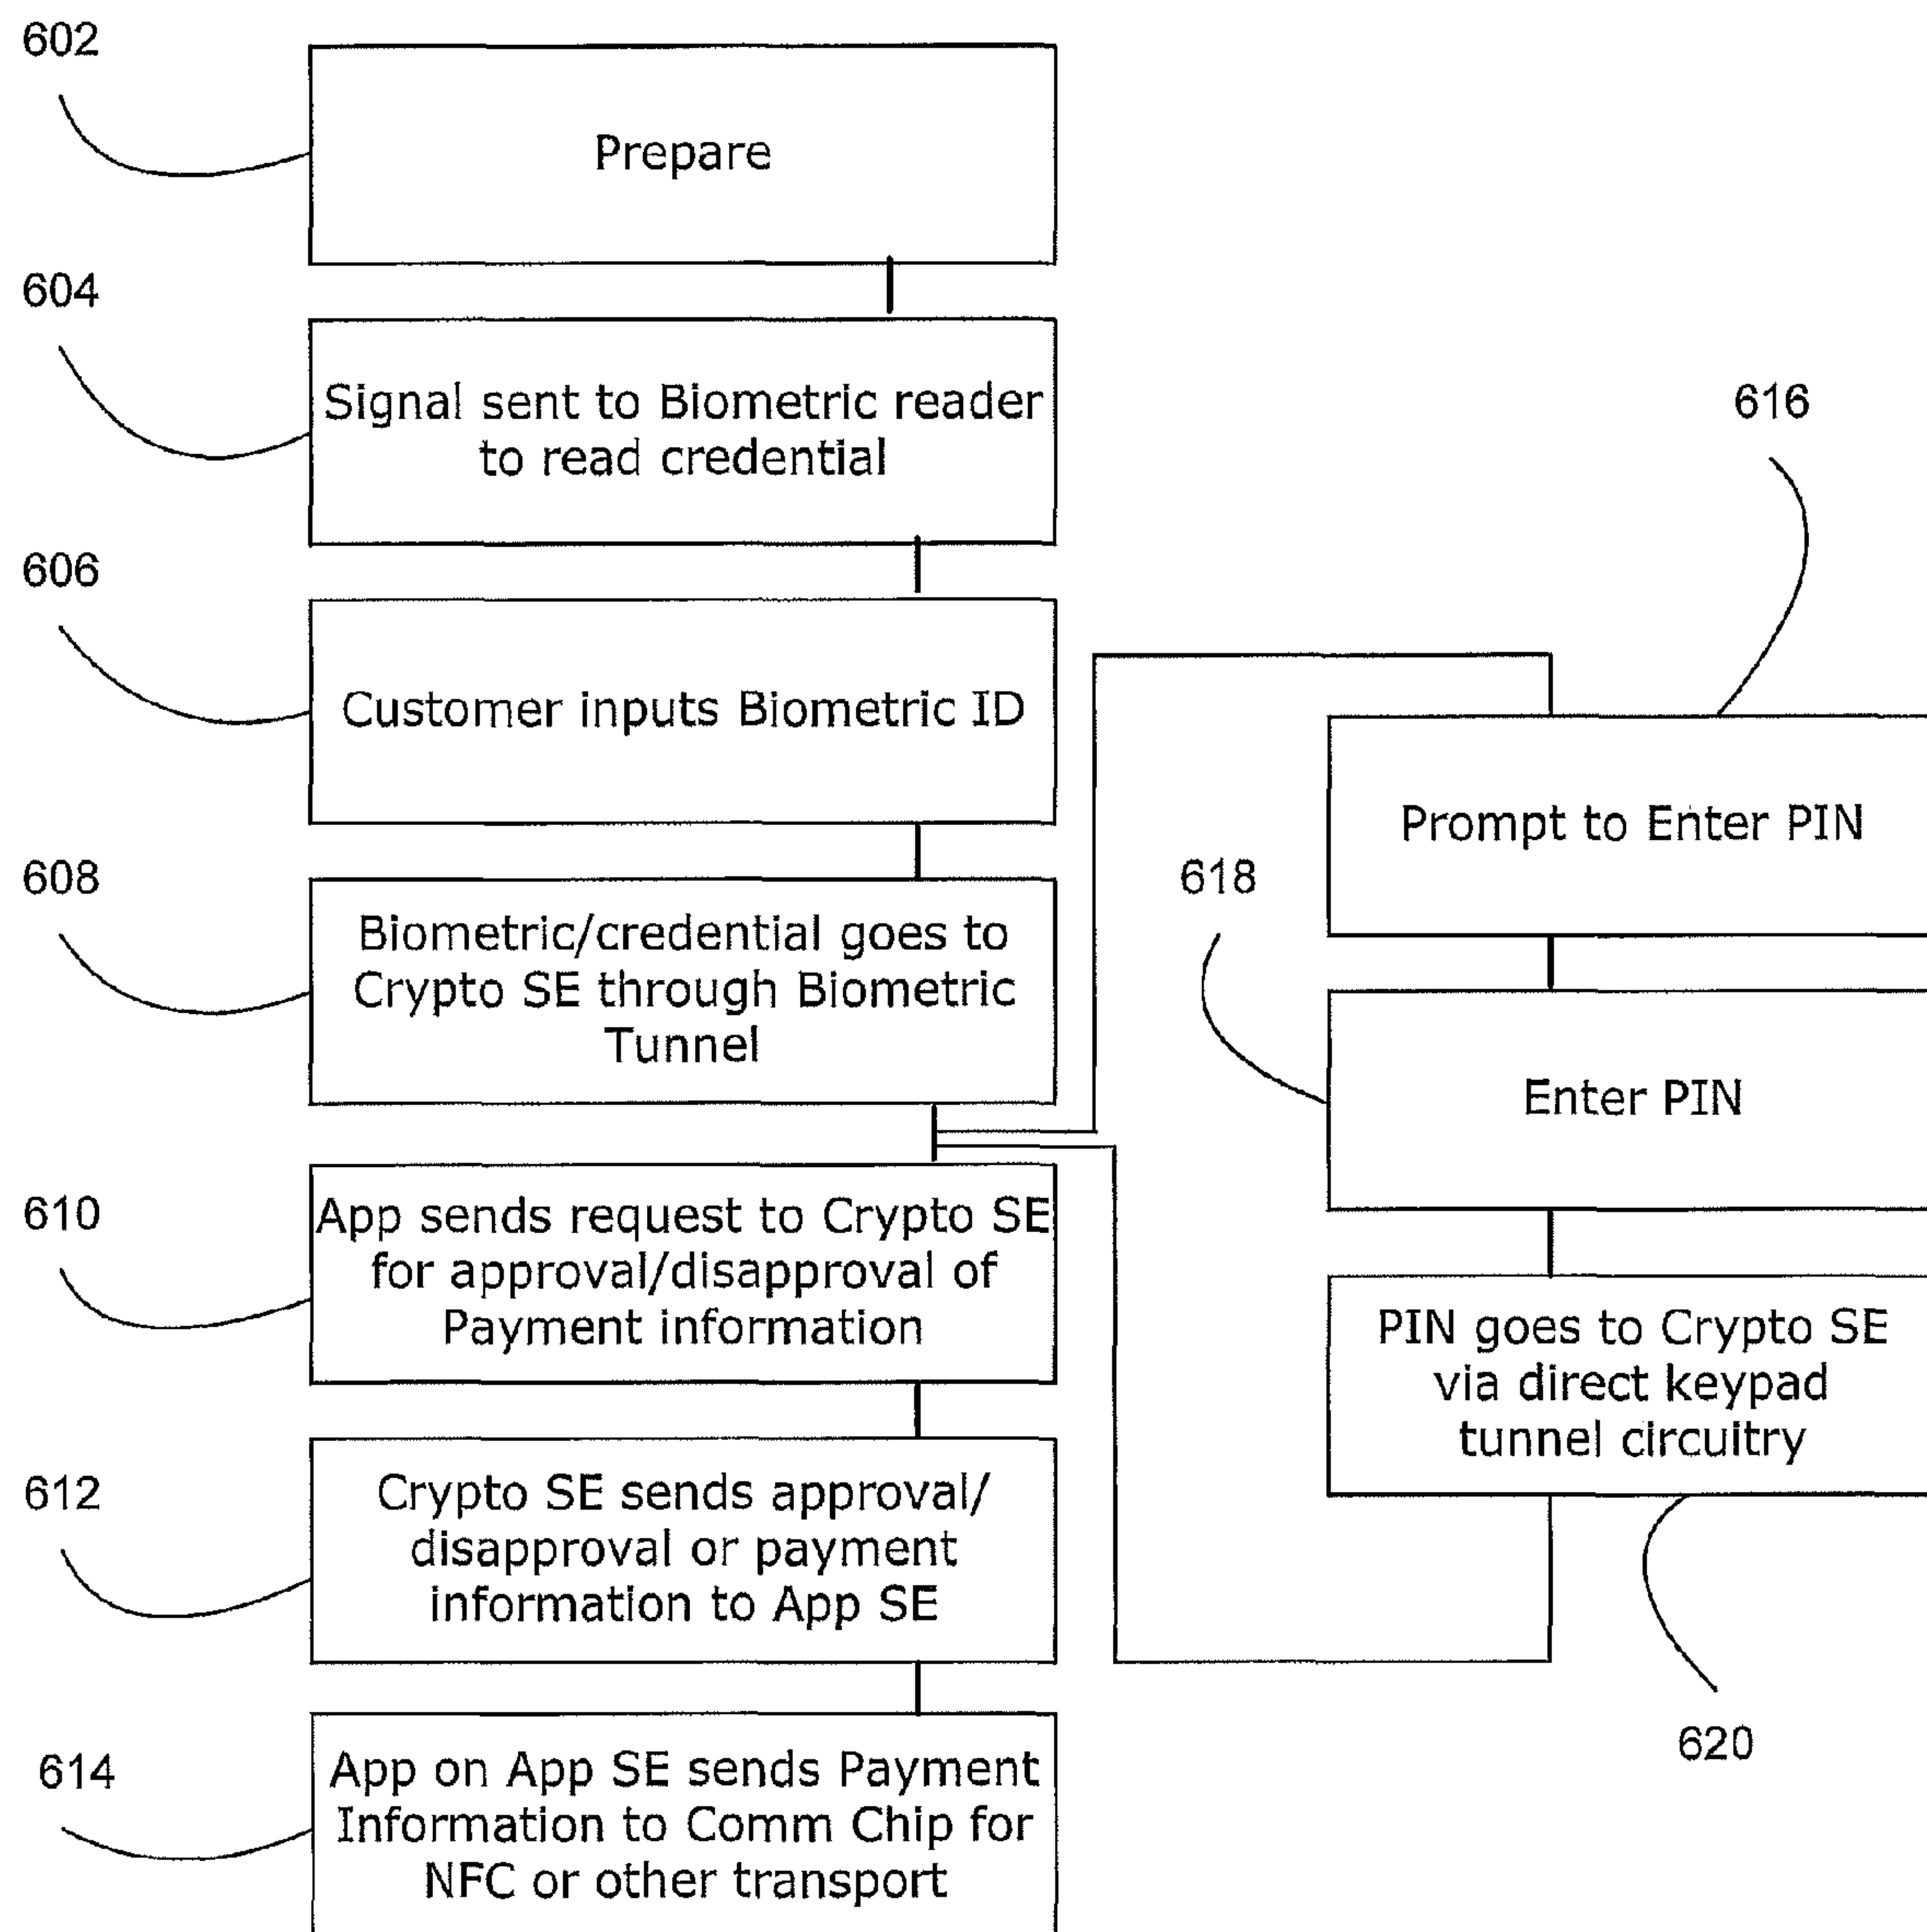 602
Prepare
604
Signal sent to Biometric reader
to read credential
606
Customer inputs Biometric ID
608
Biometric/credential goes to
Crypto SE through Biometric
Tunnel
610
App sends request to Crypto SE
for approval/disapproval of
Payment information
612
Crypto SE sends approval/
disapproval or payment
information to App SE
614
App on App SE sends Payment
Information to Comm Chip for
NFC or other transport
616
Prompt to Enter PIN
618
Enter PIN
PIN goes to Crypto SE
via direct keypad
tunnel circuitry
620